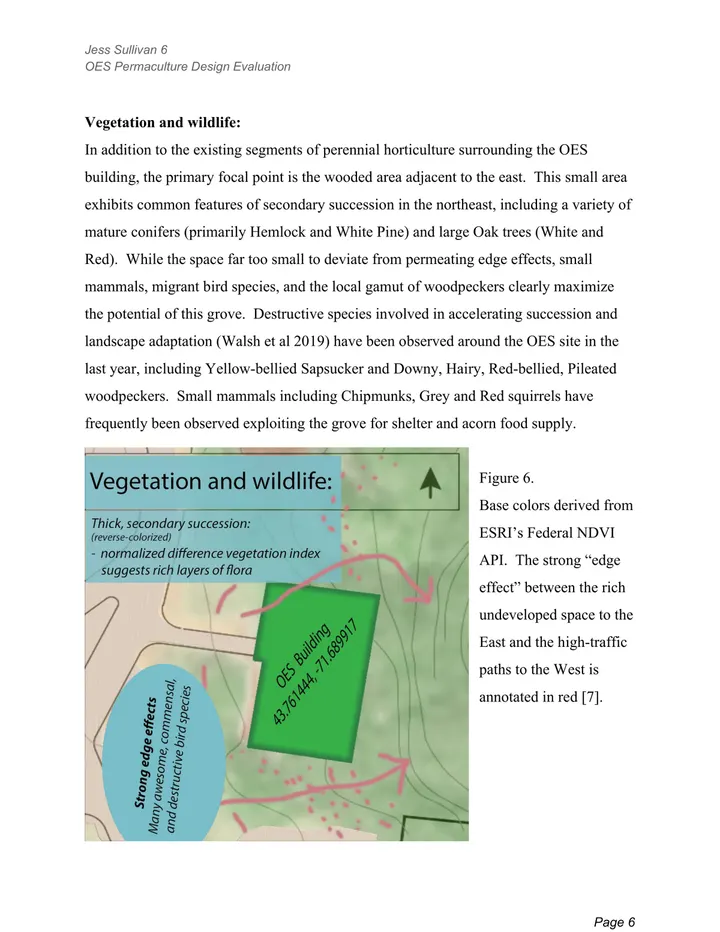 Jess Sullivan 6
OES Permaculture Design Evaluation
Vegetation and wildlife:
In addition to the existing segments of perennial horticulture surrounding the OES
building, the primary focal point is the wooded area adjacent to the east.  This small area
exhibits common features of secondary succession in the northeast, including a variety of
mature conifers (primarily Hemlock and White Pine) and large Oak trees (White and
Red).  While the space far too small to deviate from permeating edge effects, small
mammals, migrant bird species, and the local gamut of woodpeckers clearly maximize
the potential of this grove.  Destructive species involved in accelerating succession and
landscape adaptation (Walsh et al 2019) have been observed around the OES site in the
last year, including Yellow-bellied Sapsucker and Downy, Hairy, Red-bellied, Pileated
woodpeckers.  Small mammals including Chipmunks, Grey and Red squirrels have
frequently been observed exploiting the grove for shelter and acorn food supply.
Vegetation and wildlife:
Thick, secondary succession:
(reverse-colorized)
- normalized difference vegetation index
suggests rich layers of flora
OES Building
43.761444, -71.689917
Strong edge effects
Many awesome, commensal,
and destructive bird species
Figure 6.
Base colors derived from
ESRI’s Federal NDVI
API.  The strong “edge
effect” between the rich
undeveloped space to the
East and the high-traffic
paths to the West is
annotated in red [7].
Page 6